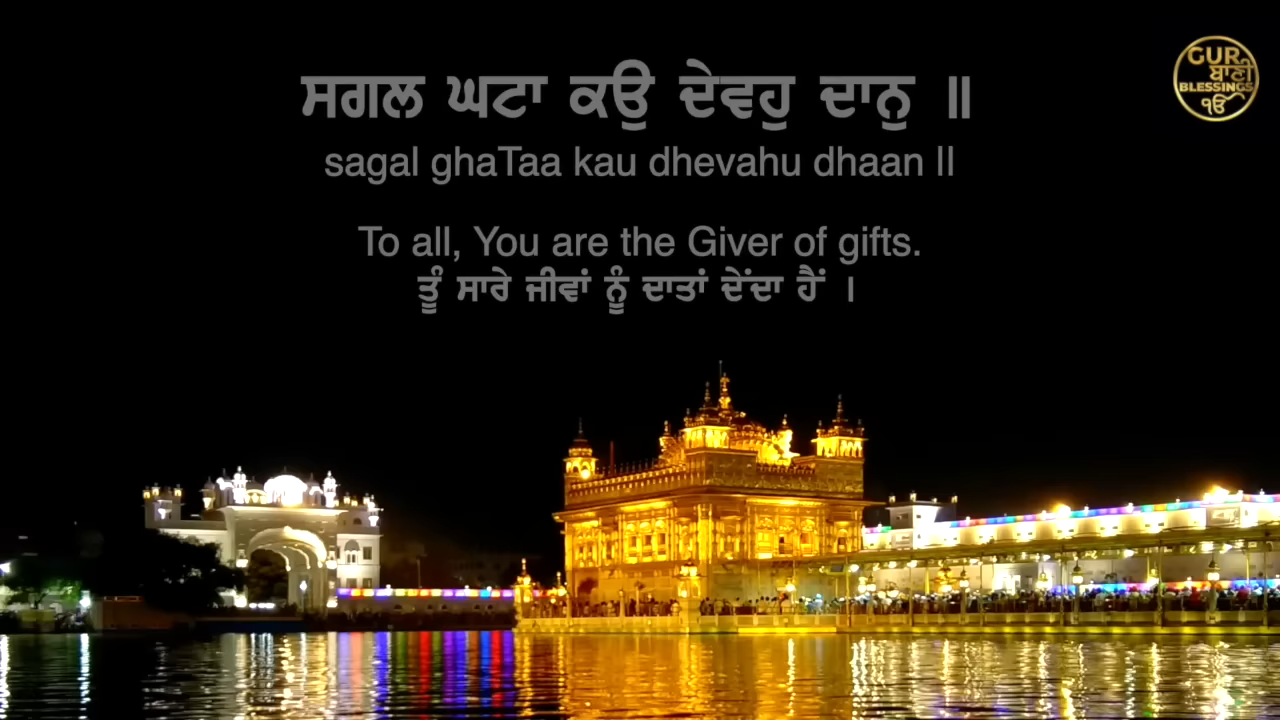 ਸਗਲ ਘਟਾ ਕਉ ਦੇਵਹੁ ਦਾਨੁ ॥
sagal ghaTaa kau dhevahu dhaan ||
To all, You are the Giver of gifts.
ਤੂੰ ਸਾਰੇ ਜੀਵਾਂ ਨੂੰ ਦਾਤਾਂ ਦੇਂਦਾ ਹੈਂ ।
GUR
ਬਾਣੀ
BLESSINGS
ੴ